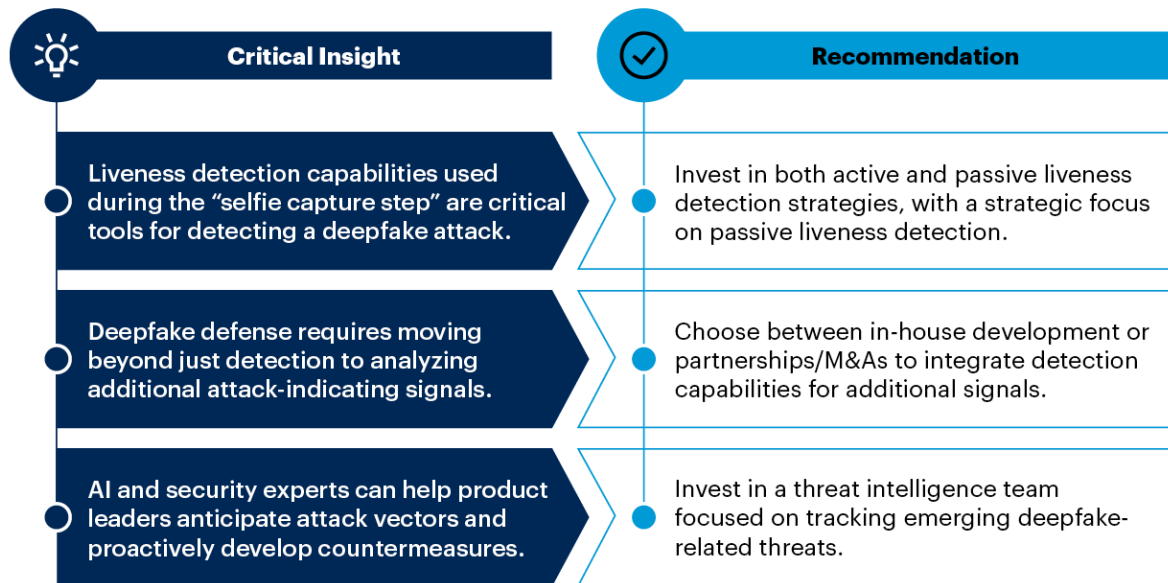 Critical Insight
Recommendation
Liveness detection capabilities used
during the “selfie capture step” are critical
tools for detecting a deepfake attack.
Invest in both active and passive liveness
detection strategies, with a strategic focus
on passive liveness detection.
Deepfake defense requires moving
beyond just detection to analyzing
additional attack-indicating signals.
Choose between in-house development or
partnerships/M&As to integrate detection
capabilities for additional signals.
AI and security experts can help product
leaders anticipate attack vectors and
proactively develop countermeasures.
Invest in a threat intelligence team
focused on tracking emerging deepfake-
related threats.